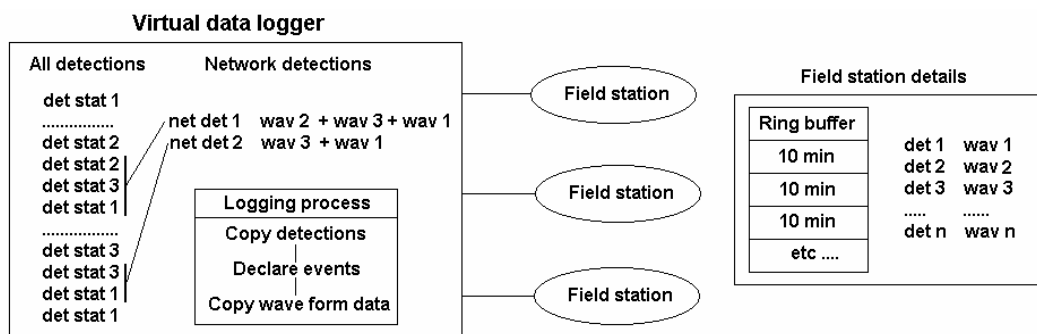 Virtual data logger
All detections
det stat 1
................
det stat 2
det stat 2
det stat 3
det stat 1
.................
det stat 3
det stat 3
det stat 1
det stat 1
Network detections
net det 1 wav 2 + wav 3 + wav 1
net det 2 wav 3 + wav 1
Logging process
Copy detections
Declare events
Copy wave form data
Field station
Field station
Field station
Field station details
Ring buffer
10 min
10 min
10 min
etc ....
det 1 wav 1
det 2 wav 2
det 3 wav 3
..... ......
det n wav n